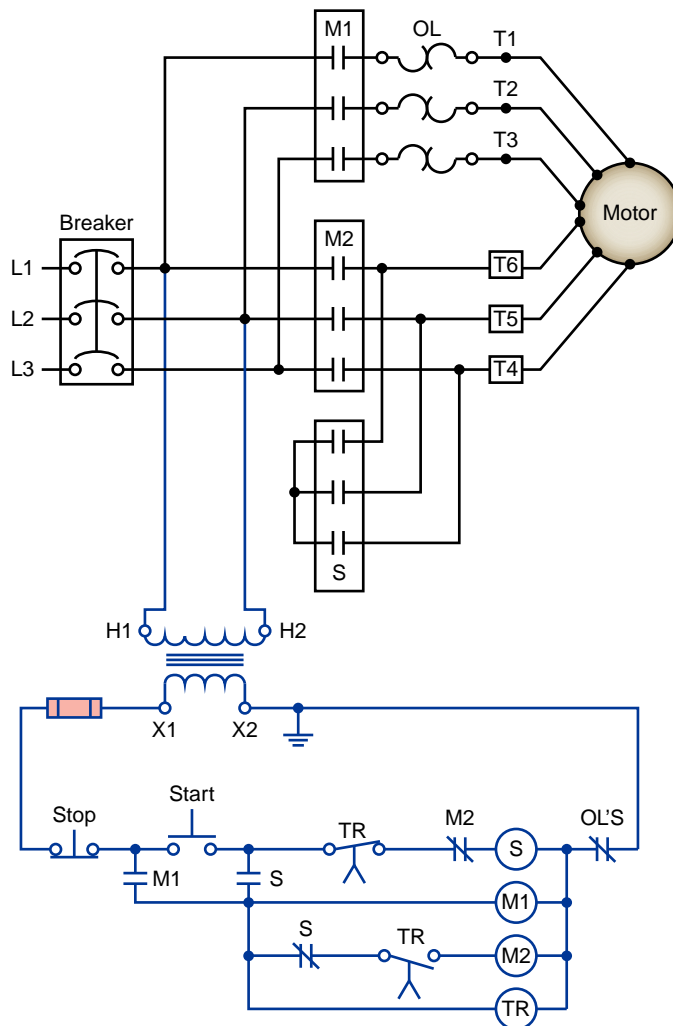 M1 OL T1
T2
T3
Breaker
Motor
M2
L1
T6
L2
T5
L3
T4
S
H1 H2
X1 X2
Stop Start TR M2 S OL'S
M1 S
M1
S TR M2
TR